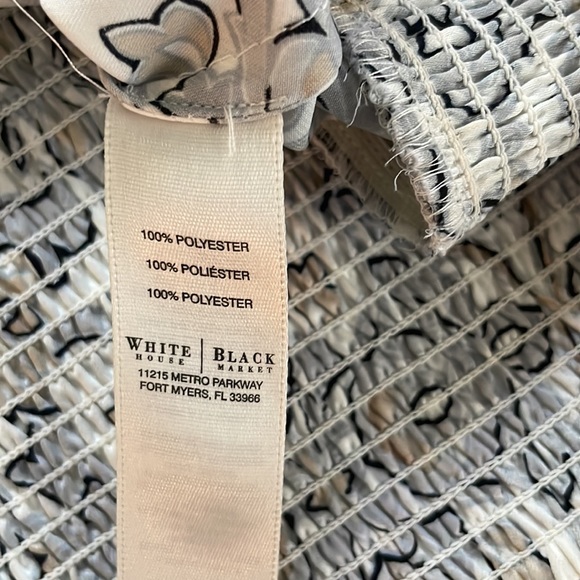 100% POLYESTER
100% POLIÉSTER
100% POLYESTER
WHITE | BLACK
HOUSE MARKET
11215 METRO PARKWAY
FORT MYERS, FL 33966